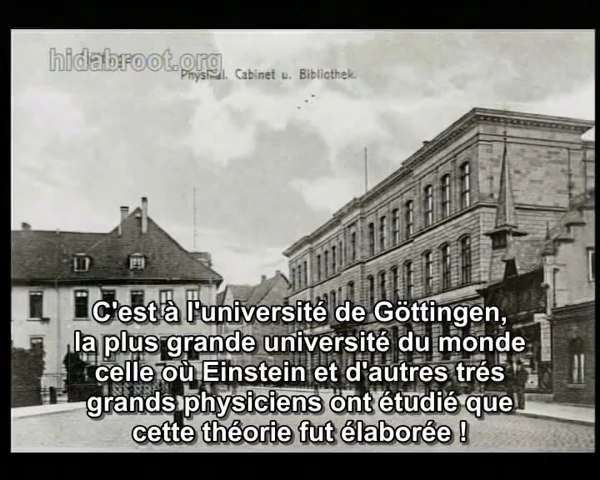 hidabroot.org
Physikal. Cabinet u. Bibliothek.
C'est à l'université de Göttingen,
la plus grande université du monde
celle où Einstein et d'autres trés
grands physiciens ont étudié que
cette théorie fut élaborée !